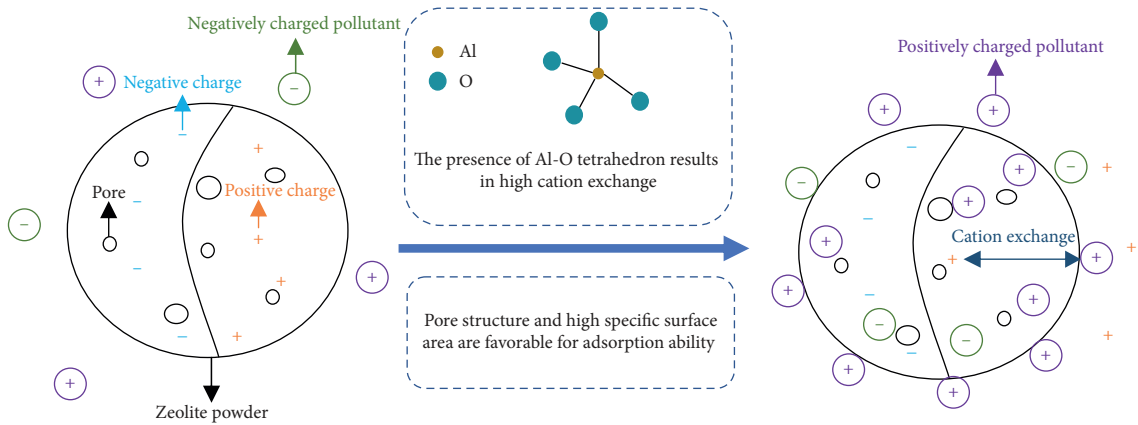 Negatively charged pollutant
Negative charge
Pore
Positive charge
Zeolite powder
Al
O
The presence of Al-O tetrahedron results
in high cation exchange
Pore structure and high specific surface
area are favorable for adsorption ability
Positively charged pollutant
Cation exchange